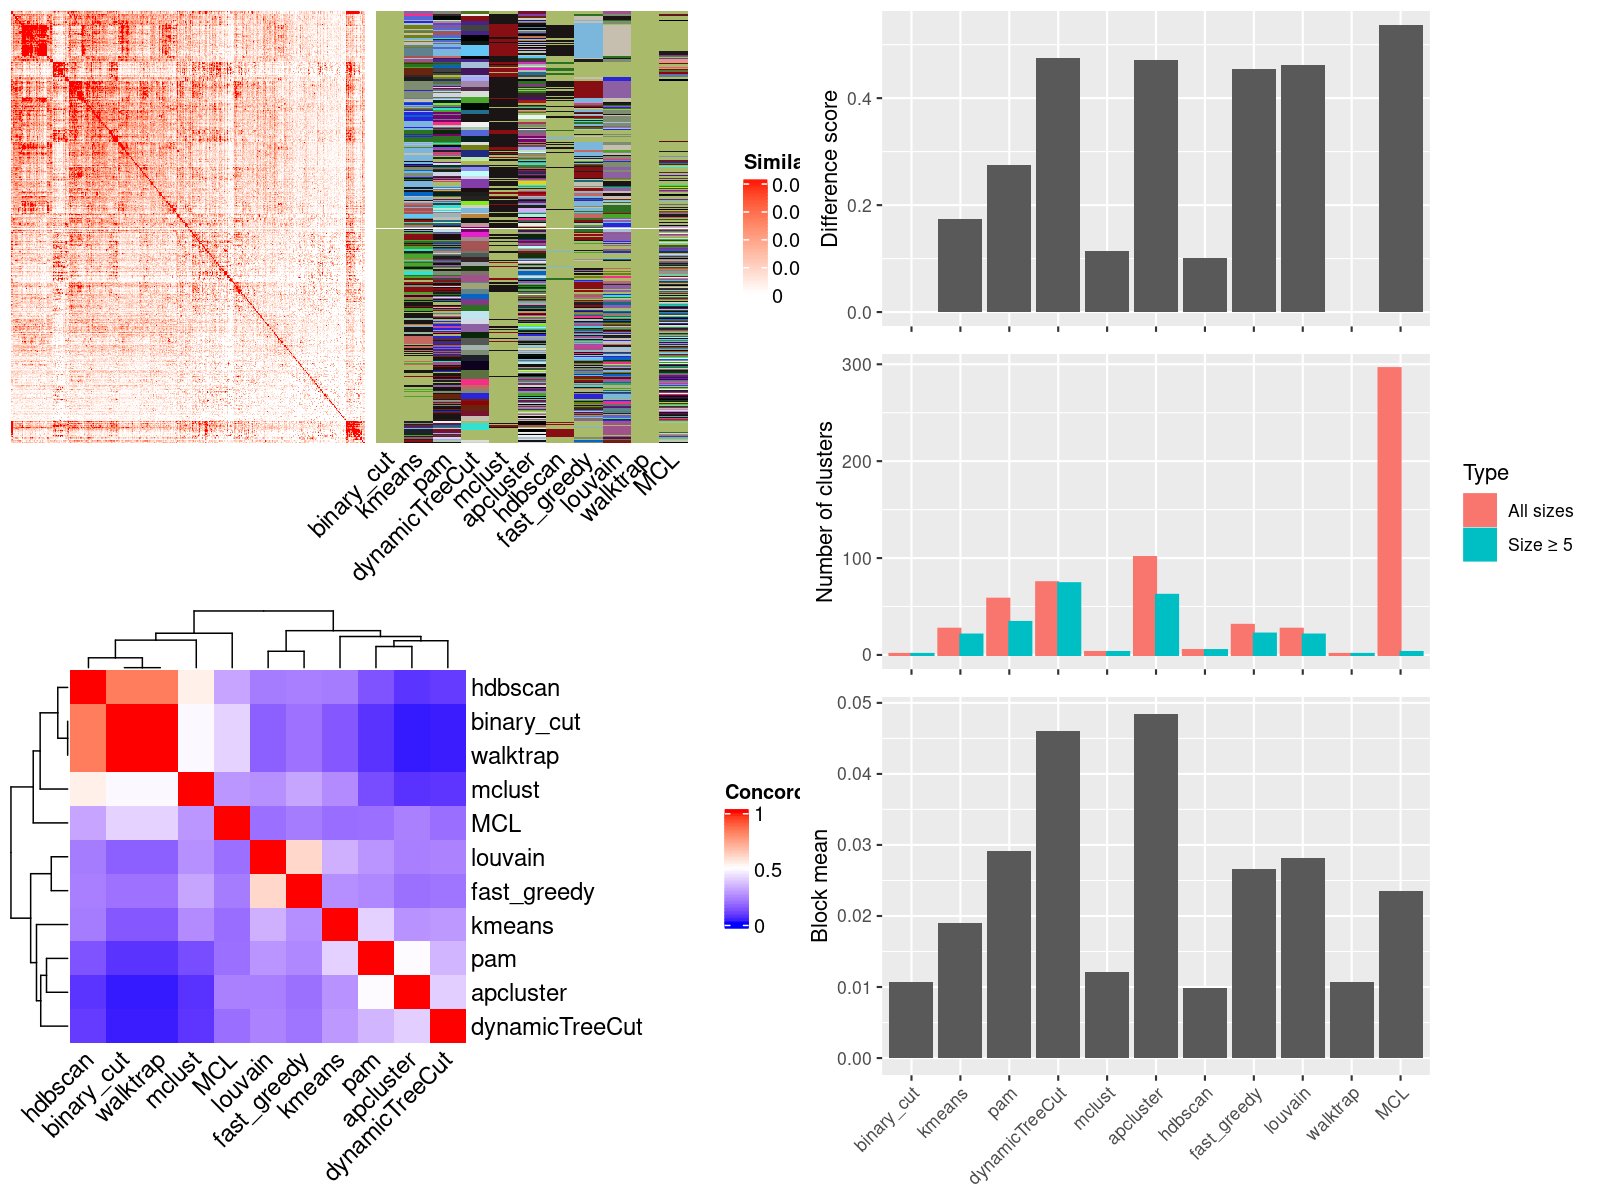 Simila
0.0
0.0
0.0
0.0
0
binary_cut
kmeans
pam
dynamicTreeCut
mclust
apcluster
hdbscan
fast_greedy
louvain
walktrap
MCL
hdbscan
binary_cut
walktrap
mclust
MCL
louvain
fast_greedy
kmeans
pam
apcluster
dynamicTreeCut
hdbscan
binary_cut
walktrap
mclust
MCL
louvain
fast_greedy
kmeans
pam
apcluster
dynamicTreeCut
Concord
1
0.5
0
Difference score
0.4
0.2
0.0
Number of clusters
300
200
100
0
Type
All sizes
Size ≥ 5
Block mean
0.05
0.04
0.03
0.02
0.01
0.00
binary_cut
kmeans
pam
dynamicTreeCut
mclust
apcluster
hdbscan
fast_greedy
louvain
walktrap
MCL